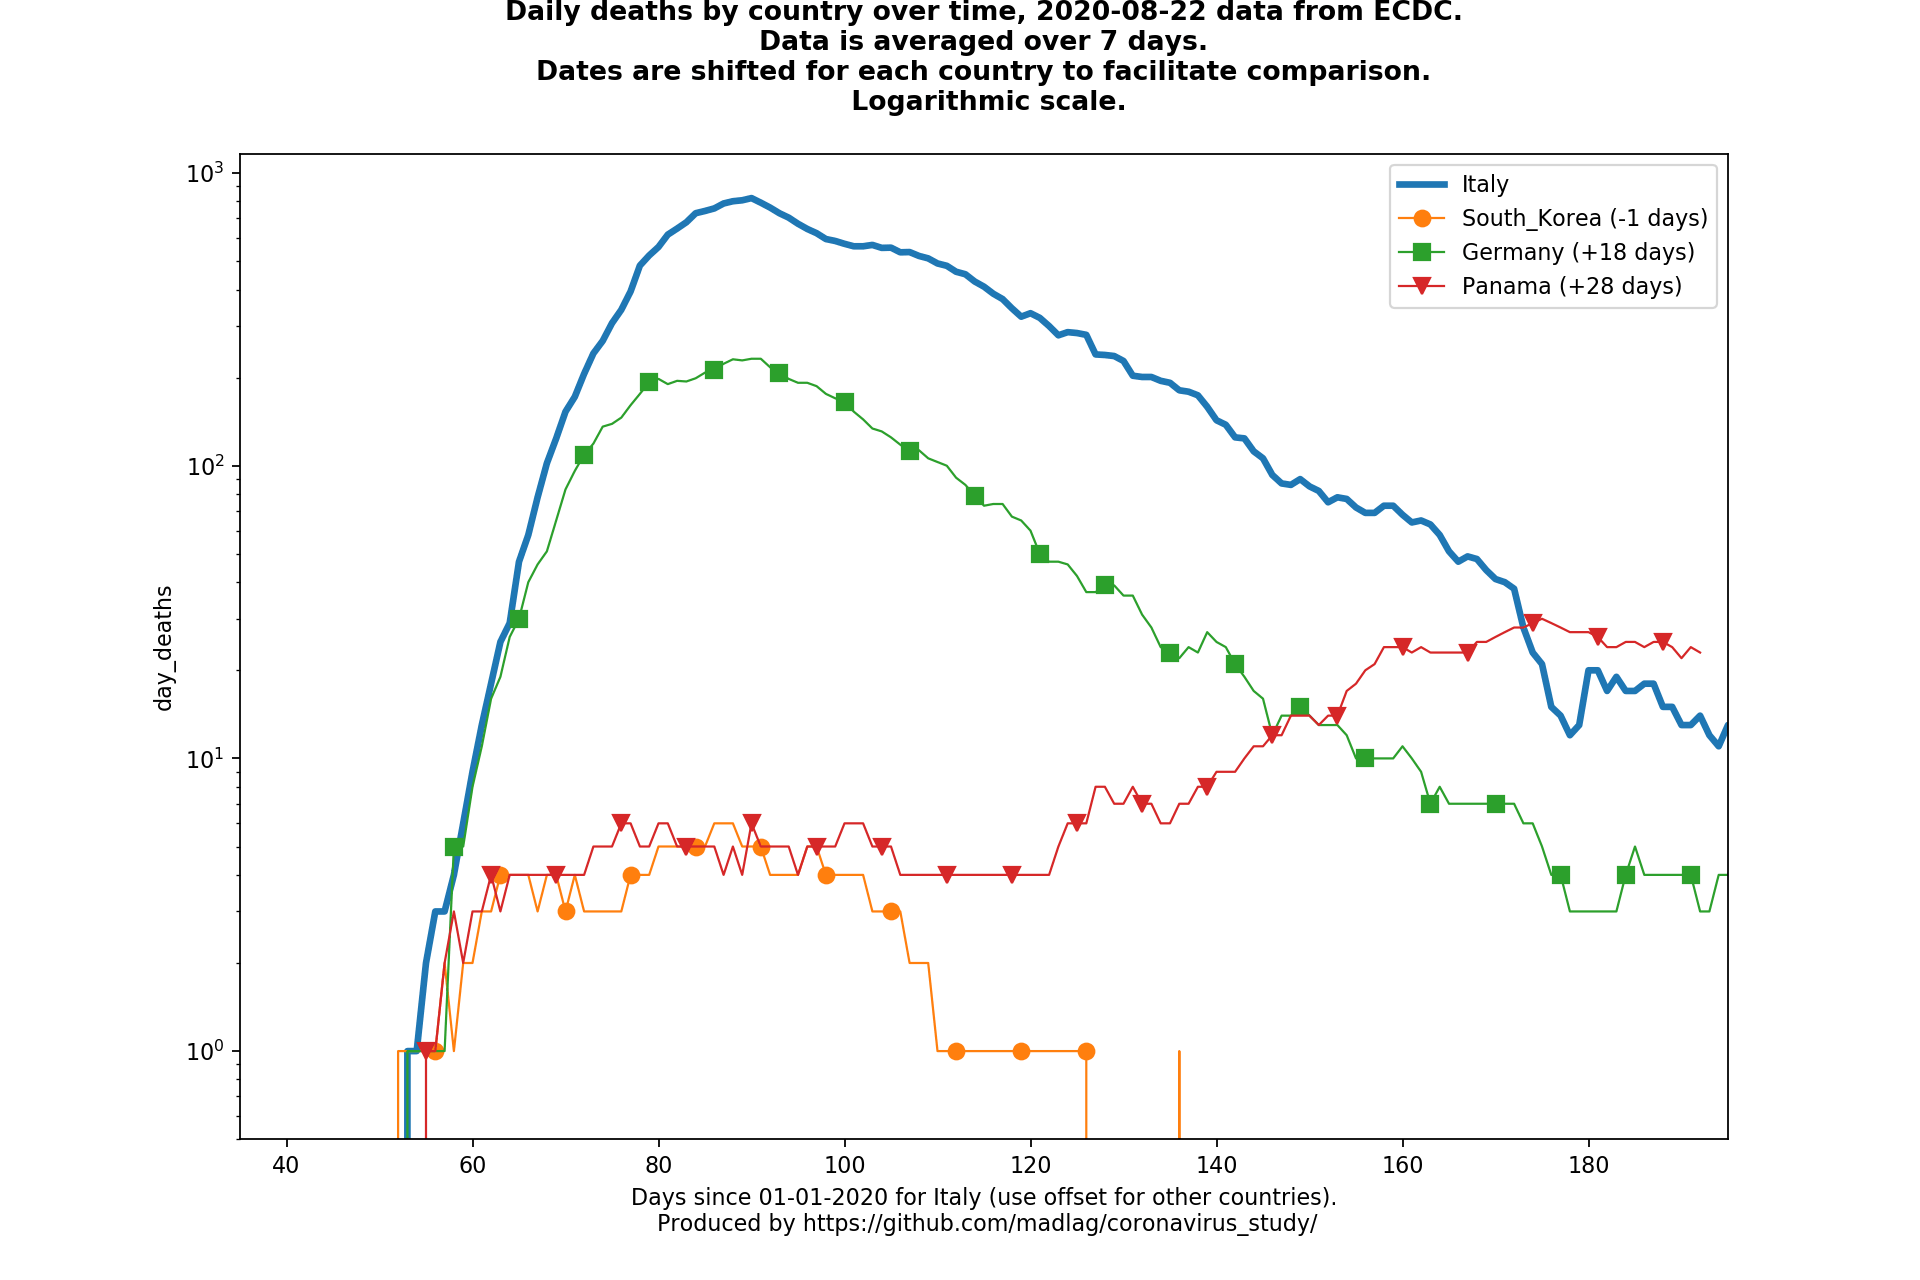 Daily deaths by country over time, 2020-08-22 data from ECDC.
Data is averaged over 7 days.
Dates are shifted for each country to facilitate comparison.
Logarithmic scale.
10³
10²
10¹
10⁰
day_deaths
Italy
South_Korea (-1 days)
Germany (+18 days)
Panama (+28 days)
40 60 80 100 120 140 160 180
Days since 01-01-2020 for Italy (use offset for other countries).
Produced by https://github.com/madlag/coronavirus_study/